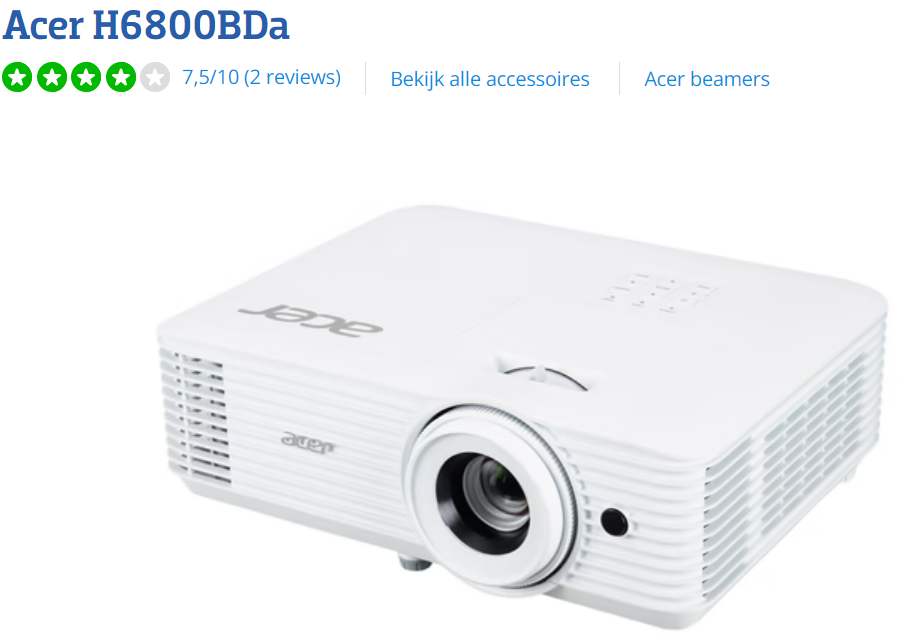 Acer H6800BDa
7,5/10 (2 reviews) Bekijk alle accessoires Acer beamers
acer
acer